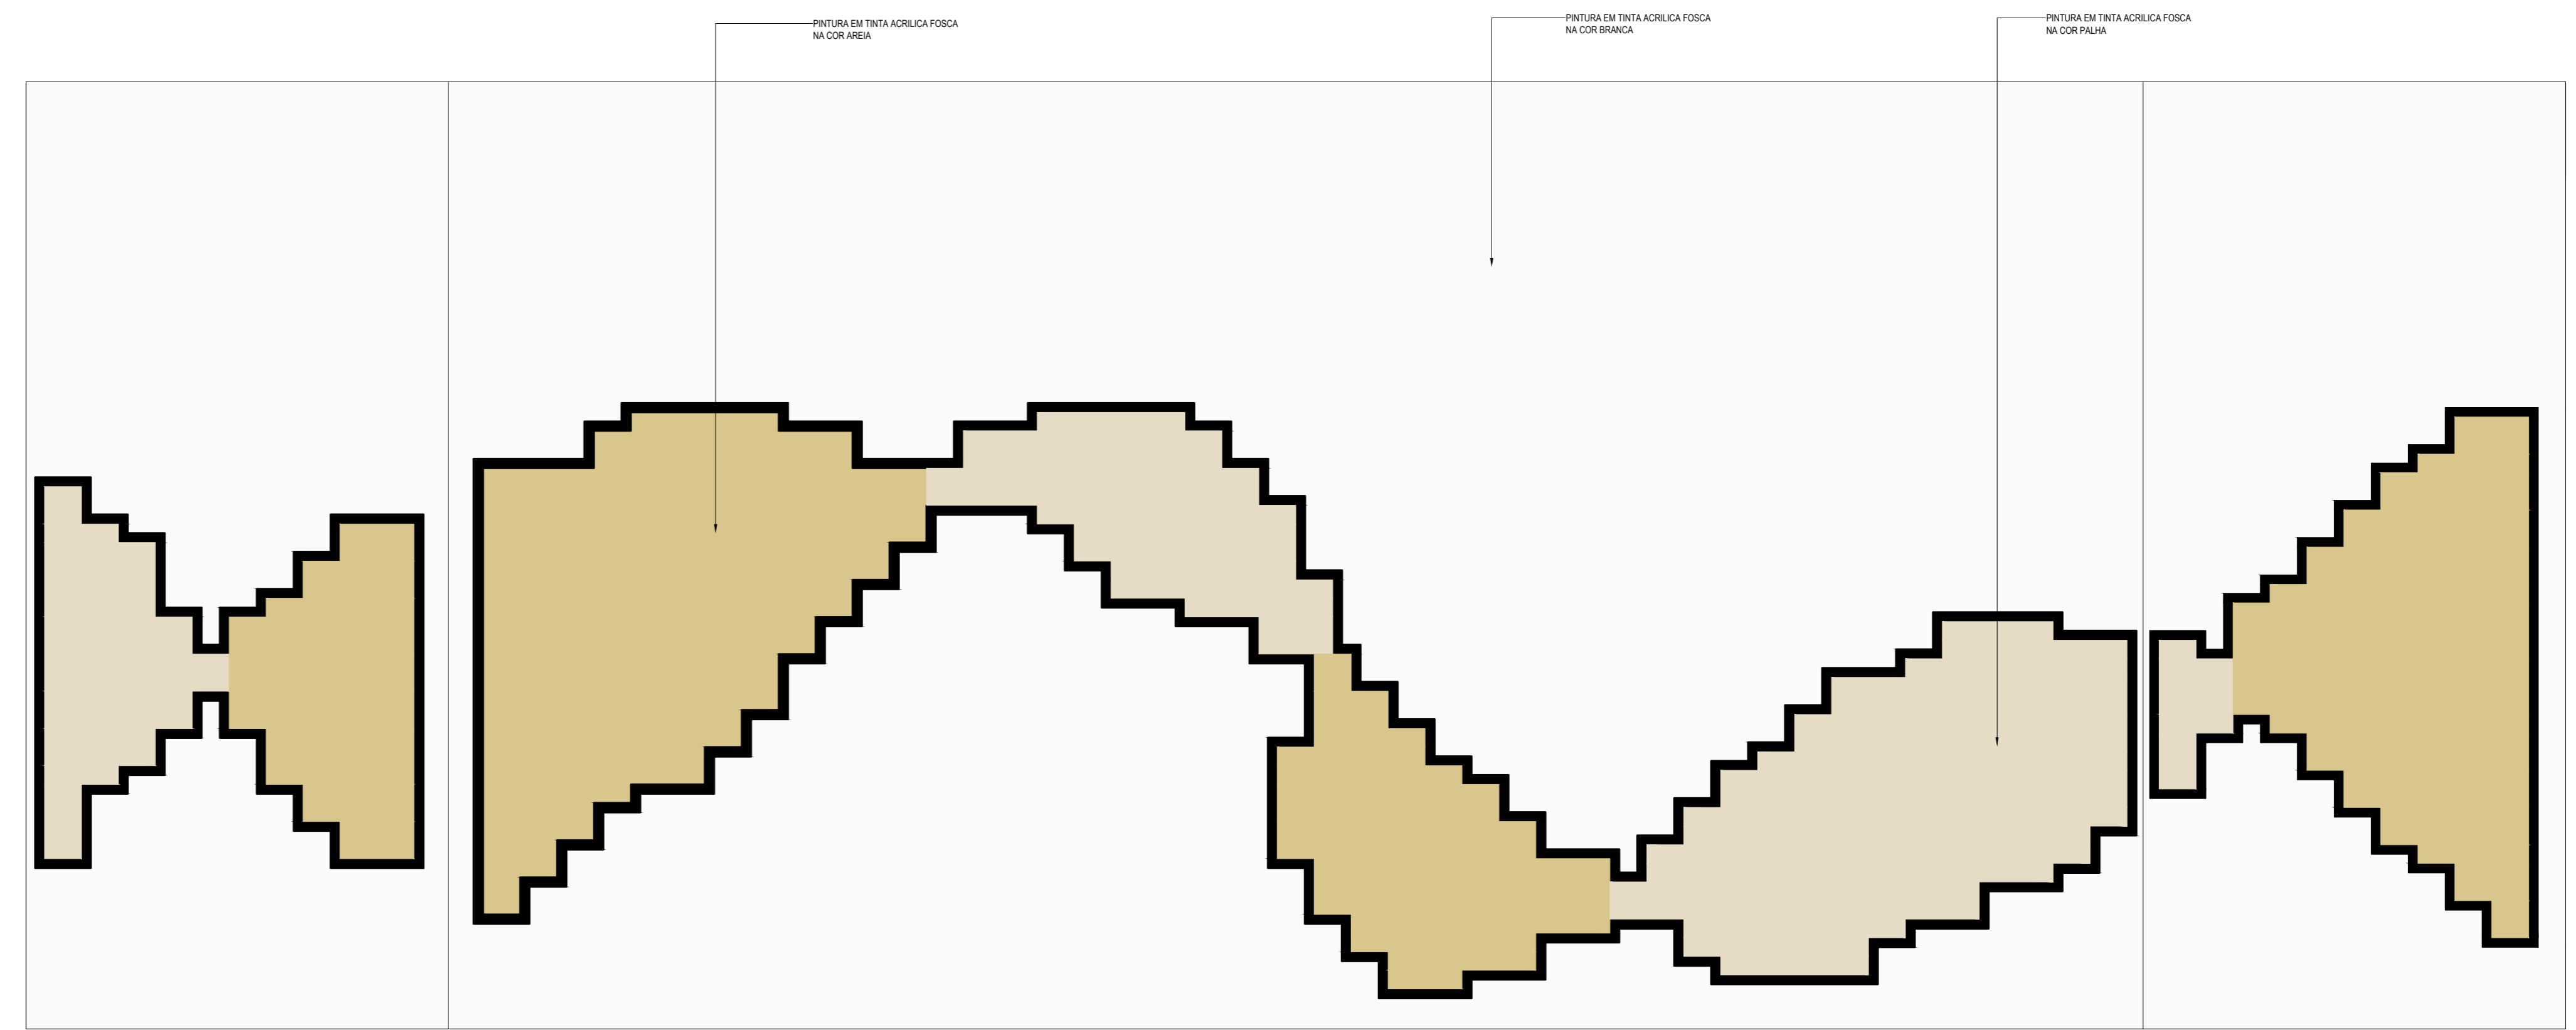 PINTURA EM TINTA ACRILICA FOSCA
NA COR AREIA
PINTURA EM TINTA ACRILICA FOSCA
NA COR BRANCA
PINTURA EM TINTA ACRILICA FOSCA
NA COR PALHA